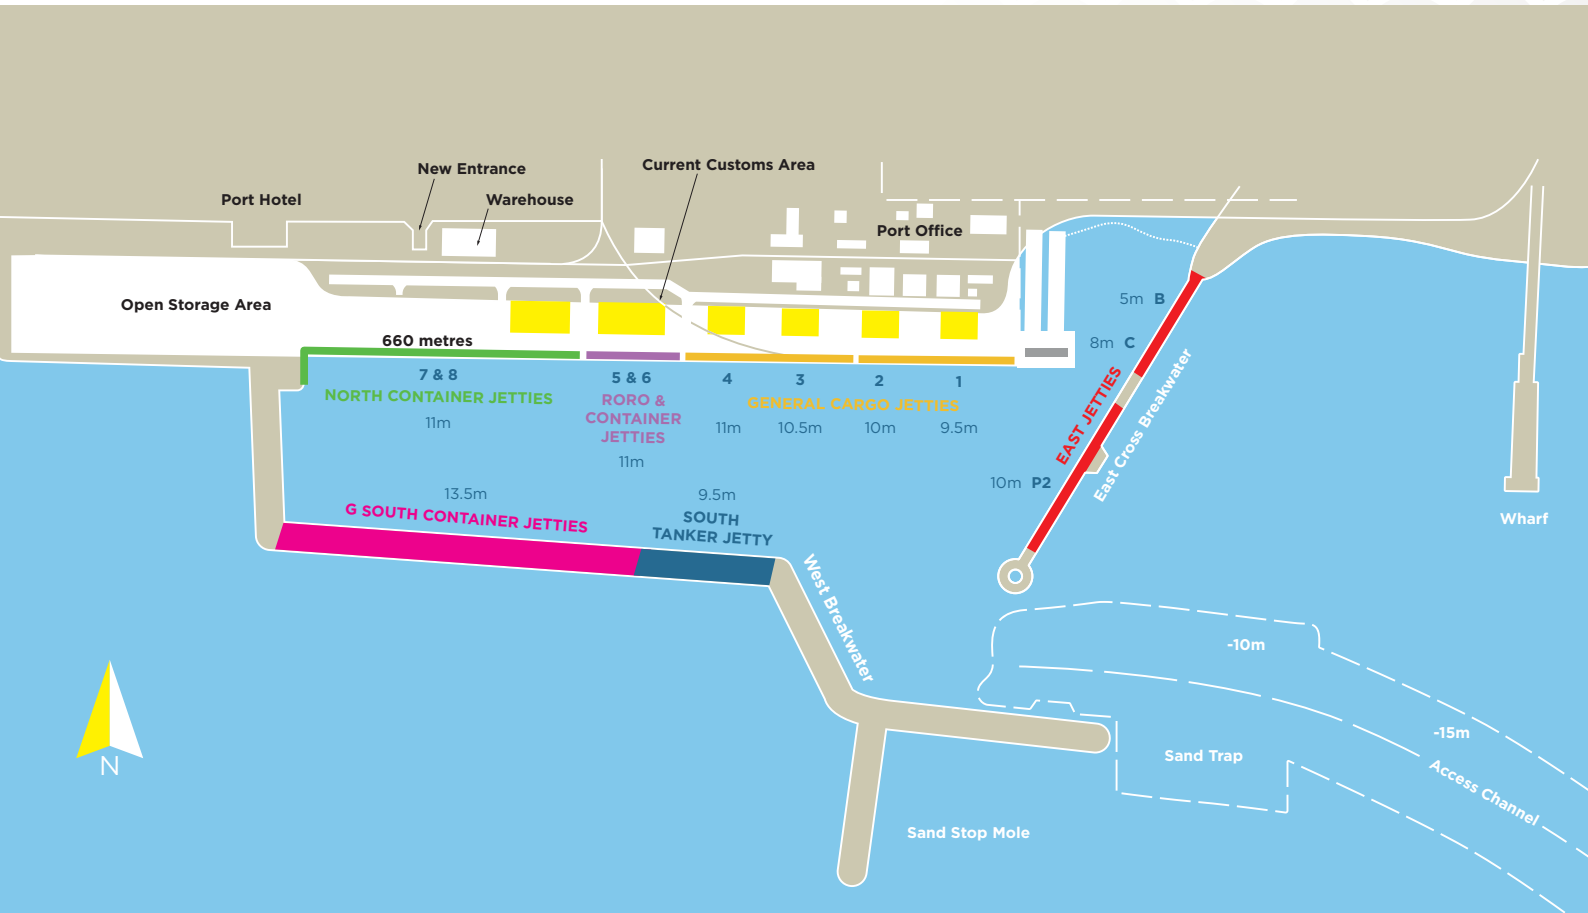 Current Customs Area
New Entrance
Port Hotel
Warehouse
Port Office
Open Storage Area
660 metres
7 & 8
NORTH CONTAINER JETTIES
11m
5 & 6
RORO &
CONTAINER
JETTIES
11m
4
3
2
1
GENERAL CARGO JETTIES
11m
10.5m
10m
9.5m
5m B
8m C
EAST JETTIES
East Cross Breakwater
10m P2
Wharf
13.5m
G SOUTH CONTAINER JETTIES
9.5m
SOUTH
TANKER JETTY
West Breakwater
-10m
-15m
Access Channel
Sand Trap
Sand Stop Mole
N